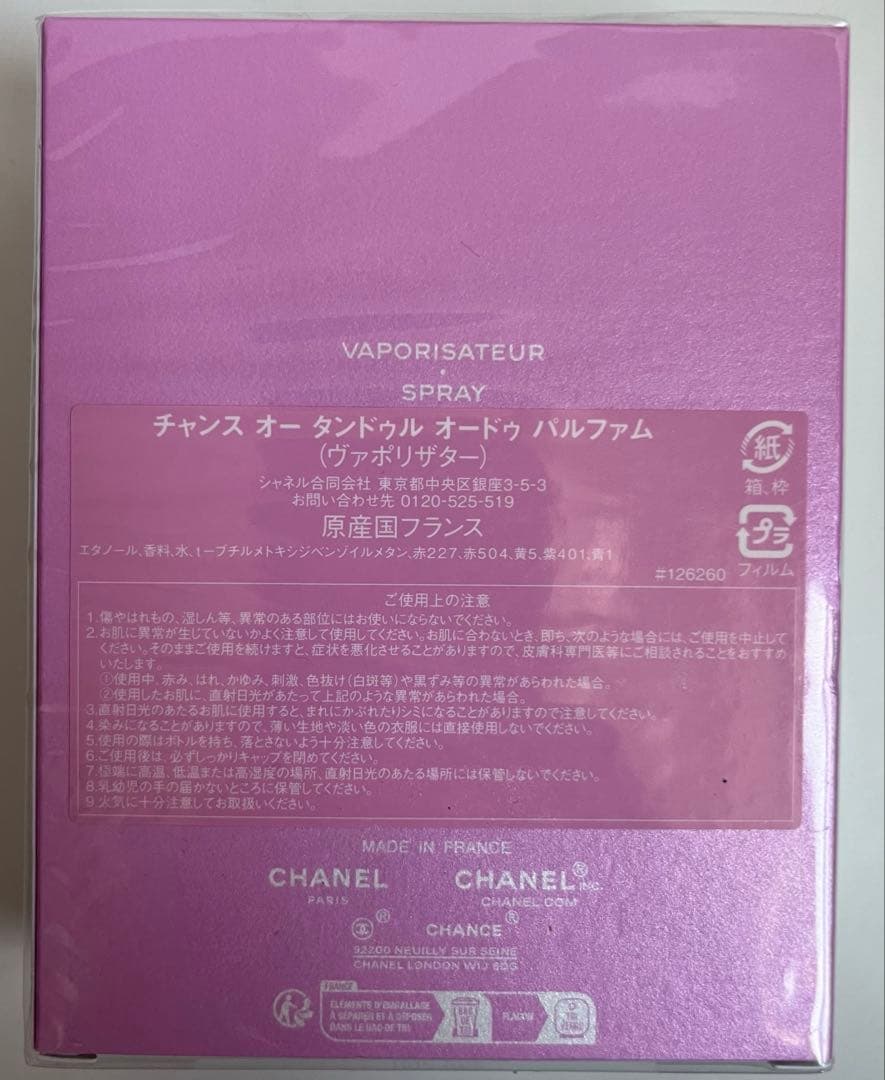 VAPORISATEUR
·
SPRAY
チャンス オー タンドゥル オードゥ パルファム
(ヴァポリザター)
シャネル合同会社 東京都中央区銀座3-5-3
お問い合わせ先 0120-525-519
原産国フランス
エタノール、香料、水、t-ブチルメトキシジベンゾイルメタン、赤227、赤504、黄5、紫401、青1
#126260
紙
箱、枠
プラ
フィルム
ご使用上の注意
1.傷やはれもの、湿しん等、異常のある部位にはお使いにならないでください。
2.お肌に異常が生じていないかよく注意して使用してください。お肌に合わないとき、即ち、次のような場合には、ご使用を中止して
ください。そのままご使用を続けますと、症状を悪化させることがありますので、皮膚科専門医等にご相談されることをおすすめ
いたします。
①使用中、赤み、はれ、かゆみ、刺激、色抜け(白斑等)や黒ずみ等の異常があらわれた場合。
②使用したお肌に、直射日光があたって上記のような異常があらわれた場合。
3.直射日光のあたるお肌に使用すると、まれにかぶれたりシミになることがありますので注意してください。
4.染みになることがありますので、薄い生地や淡い色の衣服には直接使用しないでください。
5.使用の際はボトルを持ち、落とさないよう十分注意してください。
6.ご使用後は、必ずしっかりキャップを閉めてください。
7.極端に高温、低温または高湿度の場所、直射日光のあたる場所には保管しないでください。
8.乳幼児の手の届かないところに保管してください。
9.火気に十分注意してお取扱いください。
MADE IN FRANCE
CHANEL
PARIS
CHANEL® INC.
CHANEL.COM
® CHANCE®
92200 NEUILLY SUR SEINE
CHANEL LONDON W1J 6DG
FRANCE
ÉLÉMENTS D'EMBALLAGE
À SÉPARER ET À DÉPOSER
DANS LE BAC DE TRI
BAC DE TRI
FLACON